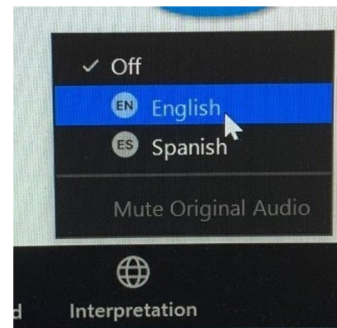 Off
EN English
ES Spanish
Mute Original Audio
d Interpretation